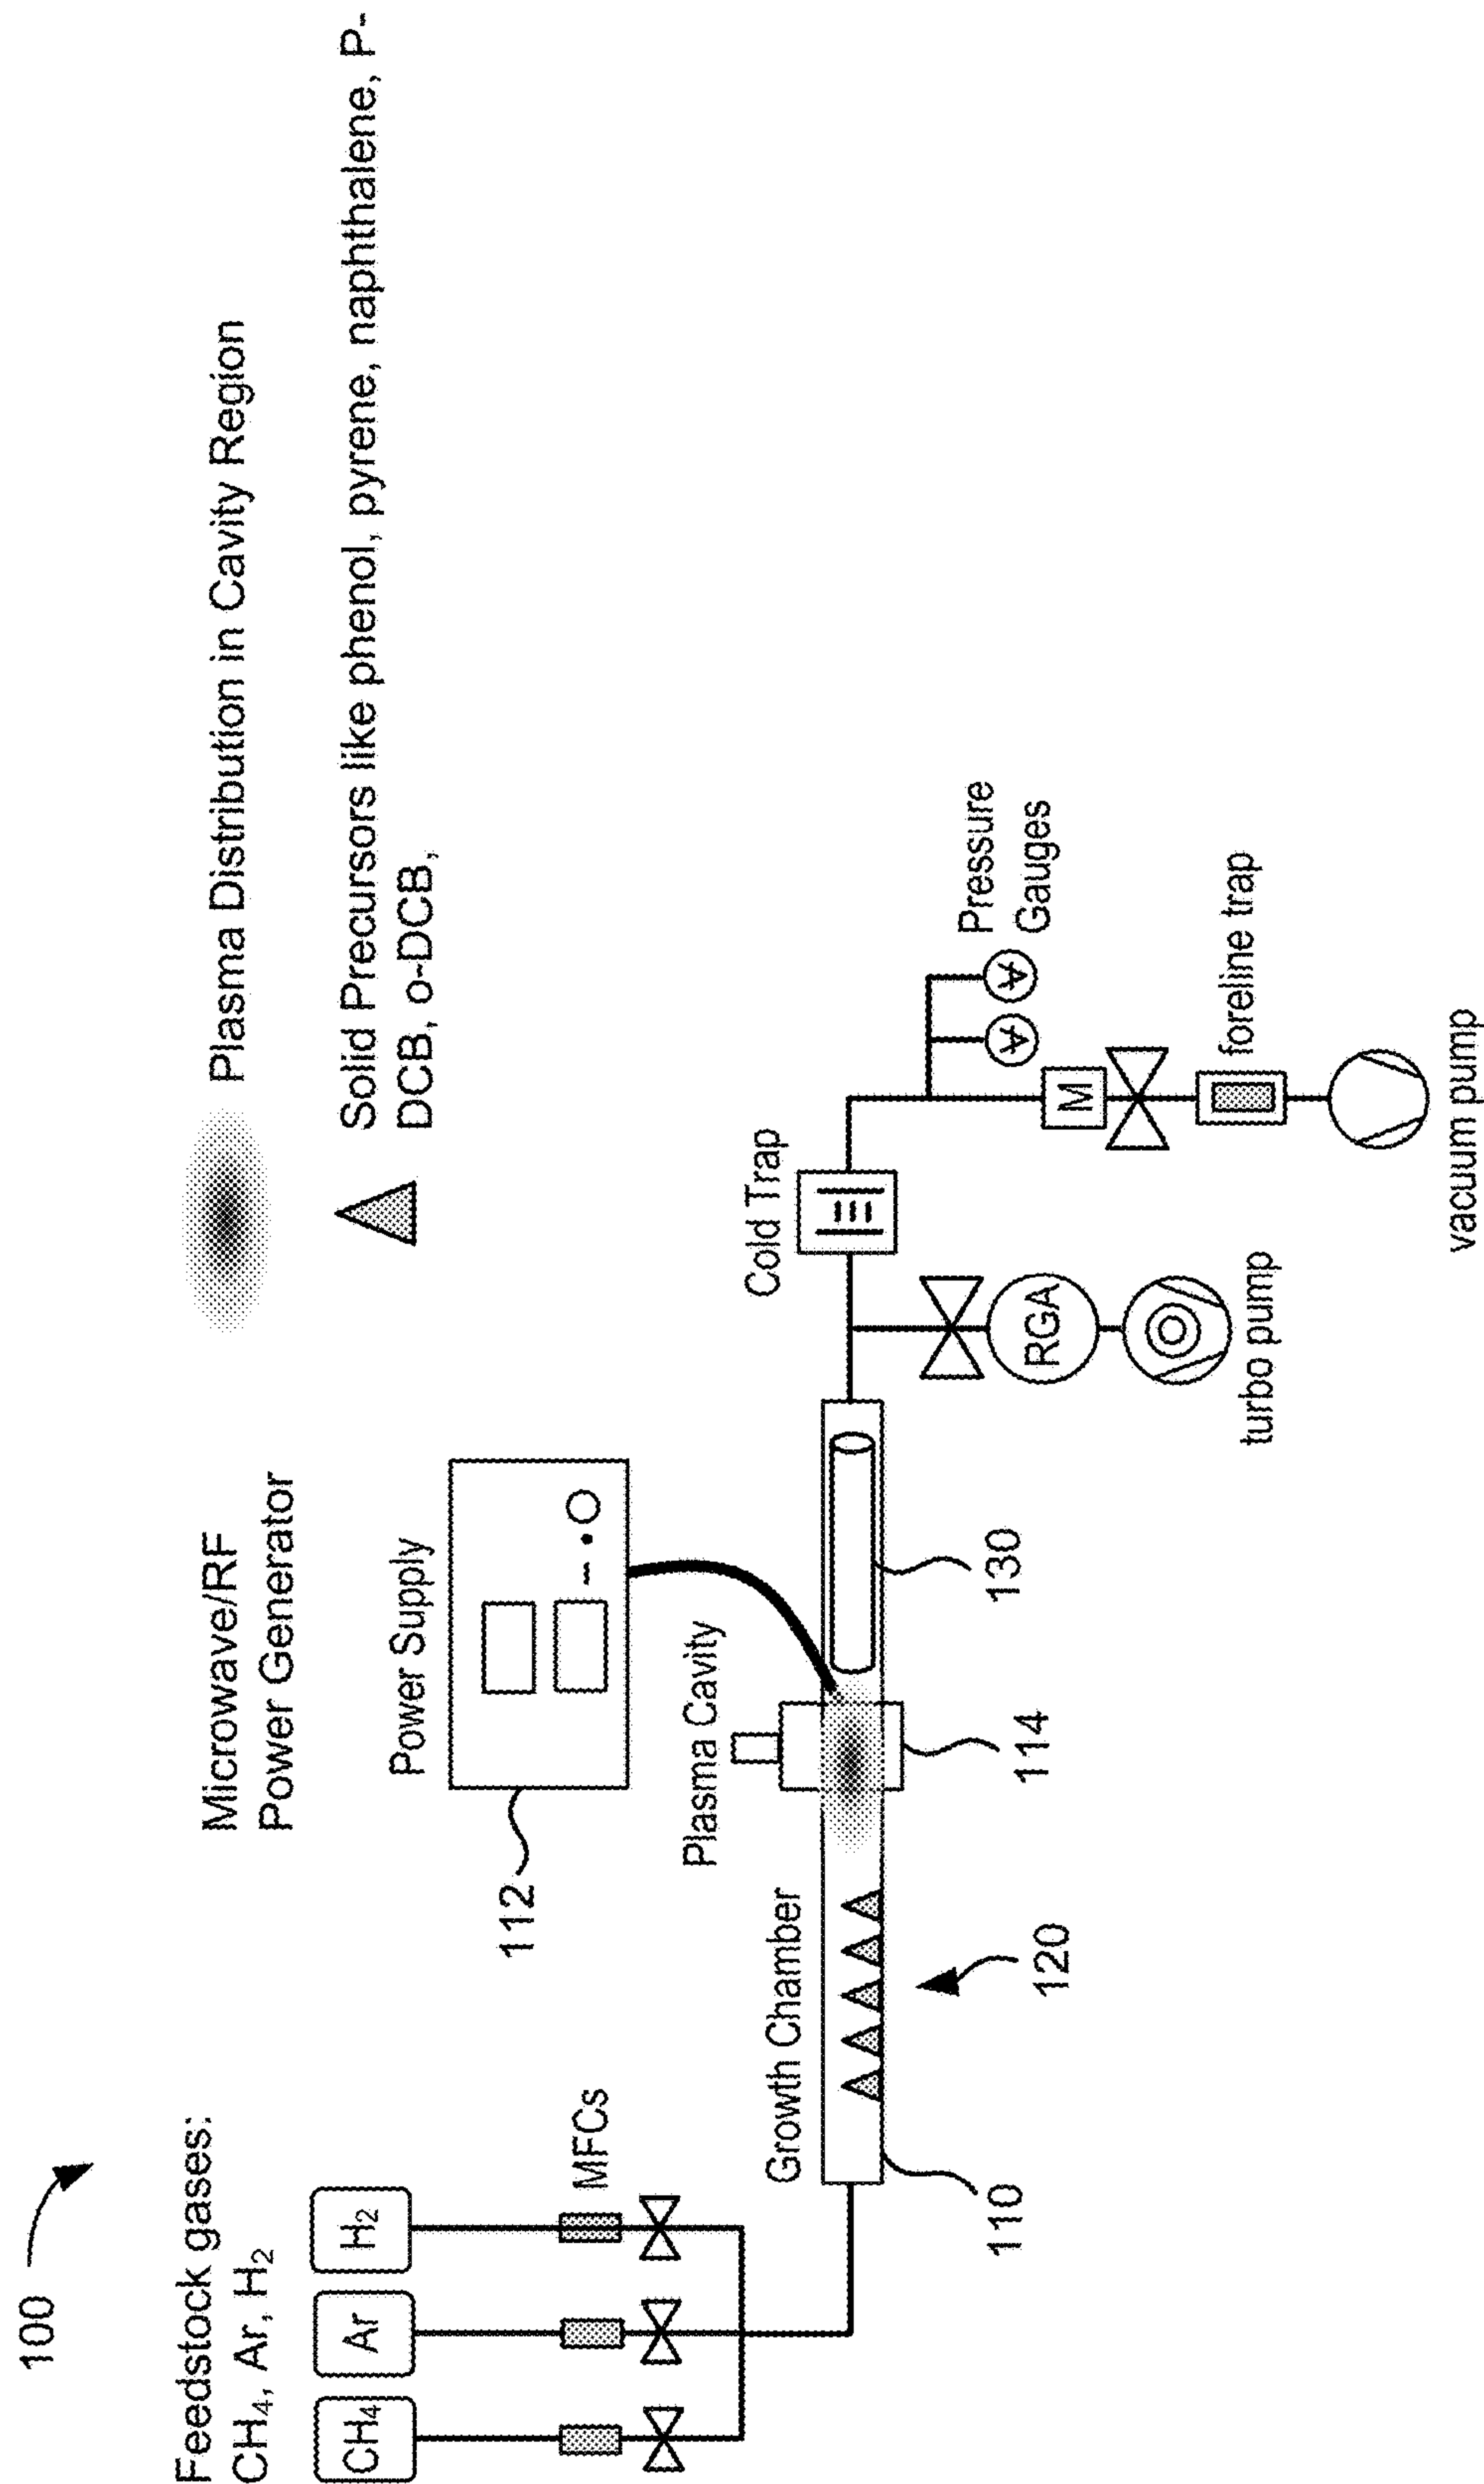 100
Feedstock gases:
CH₄, Ar, H₂
CH₄
Ar
H₂
MFCs
Microwave/RF
Power Generator
Power Supply
112
Plasma Cavity
Growth Chamber
110
120
114
130
Plasma Distribution in Cavity Region
Solid Precursors like phenol, pyrene, naphthalene, P-
DCB, o-DCB,
Cold Trap
RGA
turbo pump
Pressure
Gauges
A
A
M
foreline trap
vacuum pump